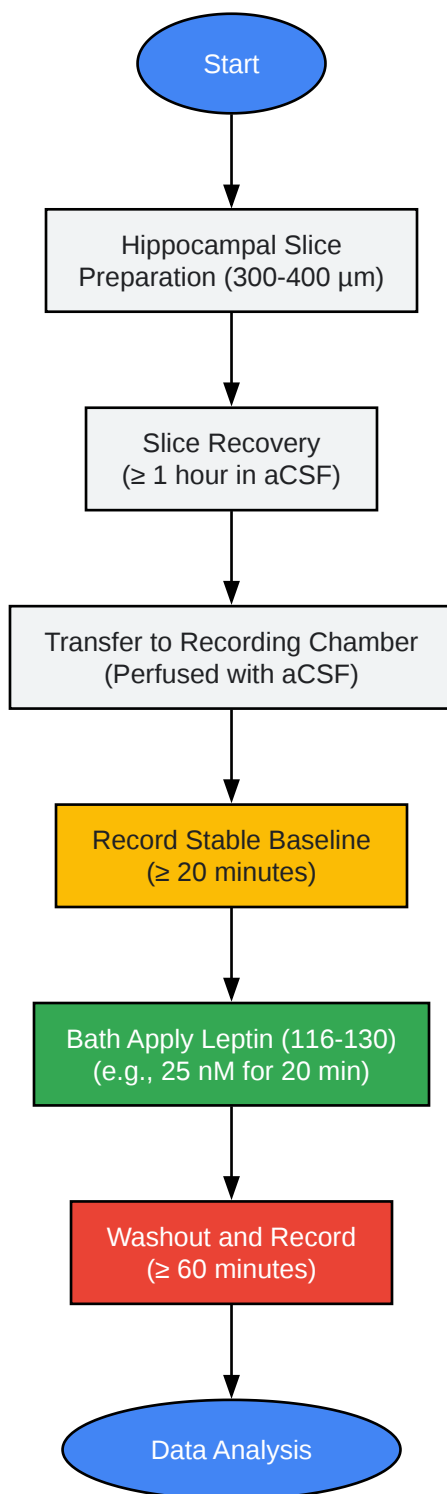 Start
Hippocampal Slice
Preparation (300-400 µm)
Slice Recovery
(≥ 1 hour in aCSF)
Transfer to Recording Chamber
(Perfused with aCSF)
Record Stable Baseline
(≥ 20 minutes)
Bath Apply Leptin (116-130)
(e.g., 25 nM for 20 min)
Washout and Record
(≥ 60 minutes)
Data Analysis